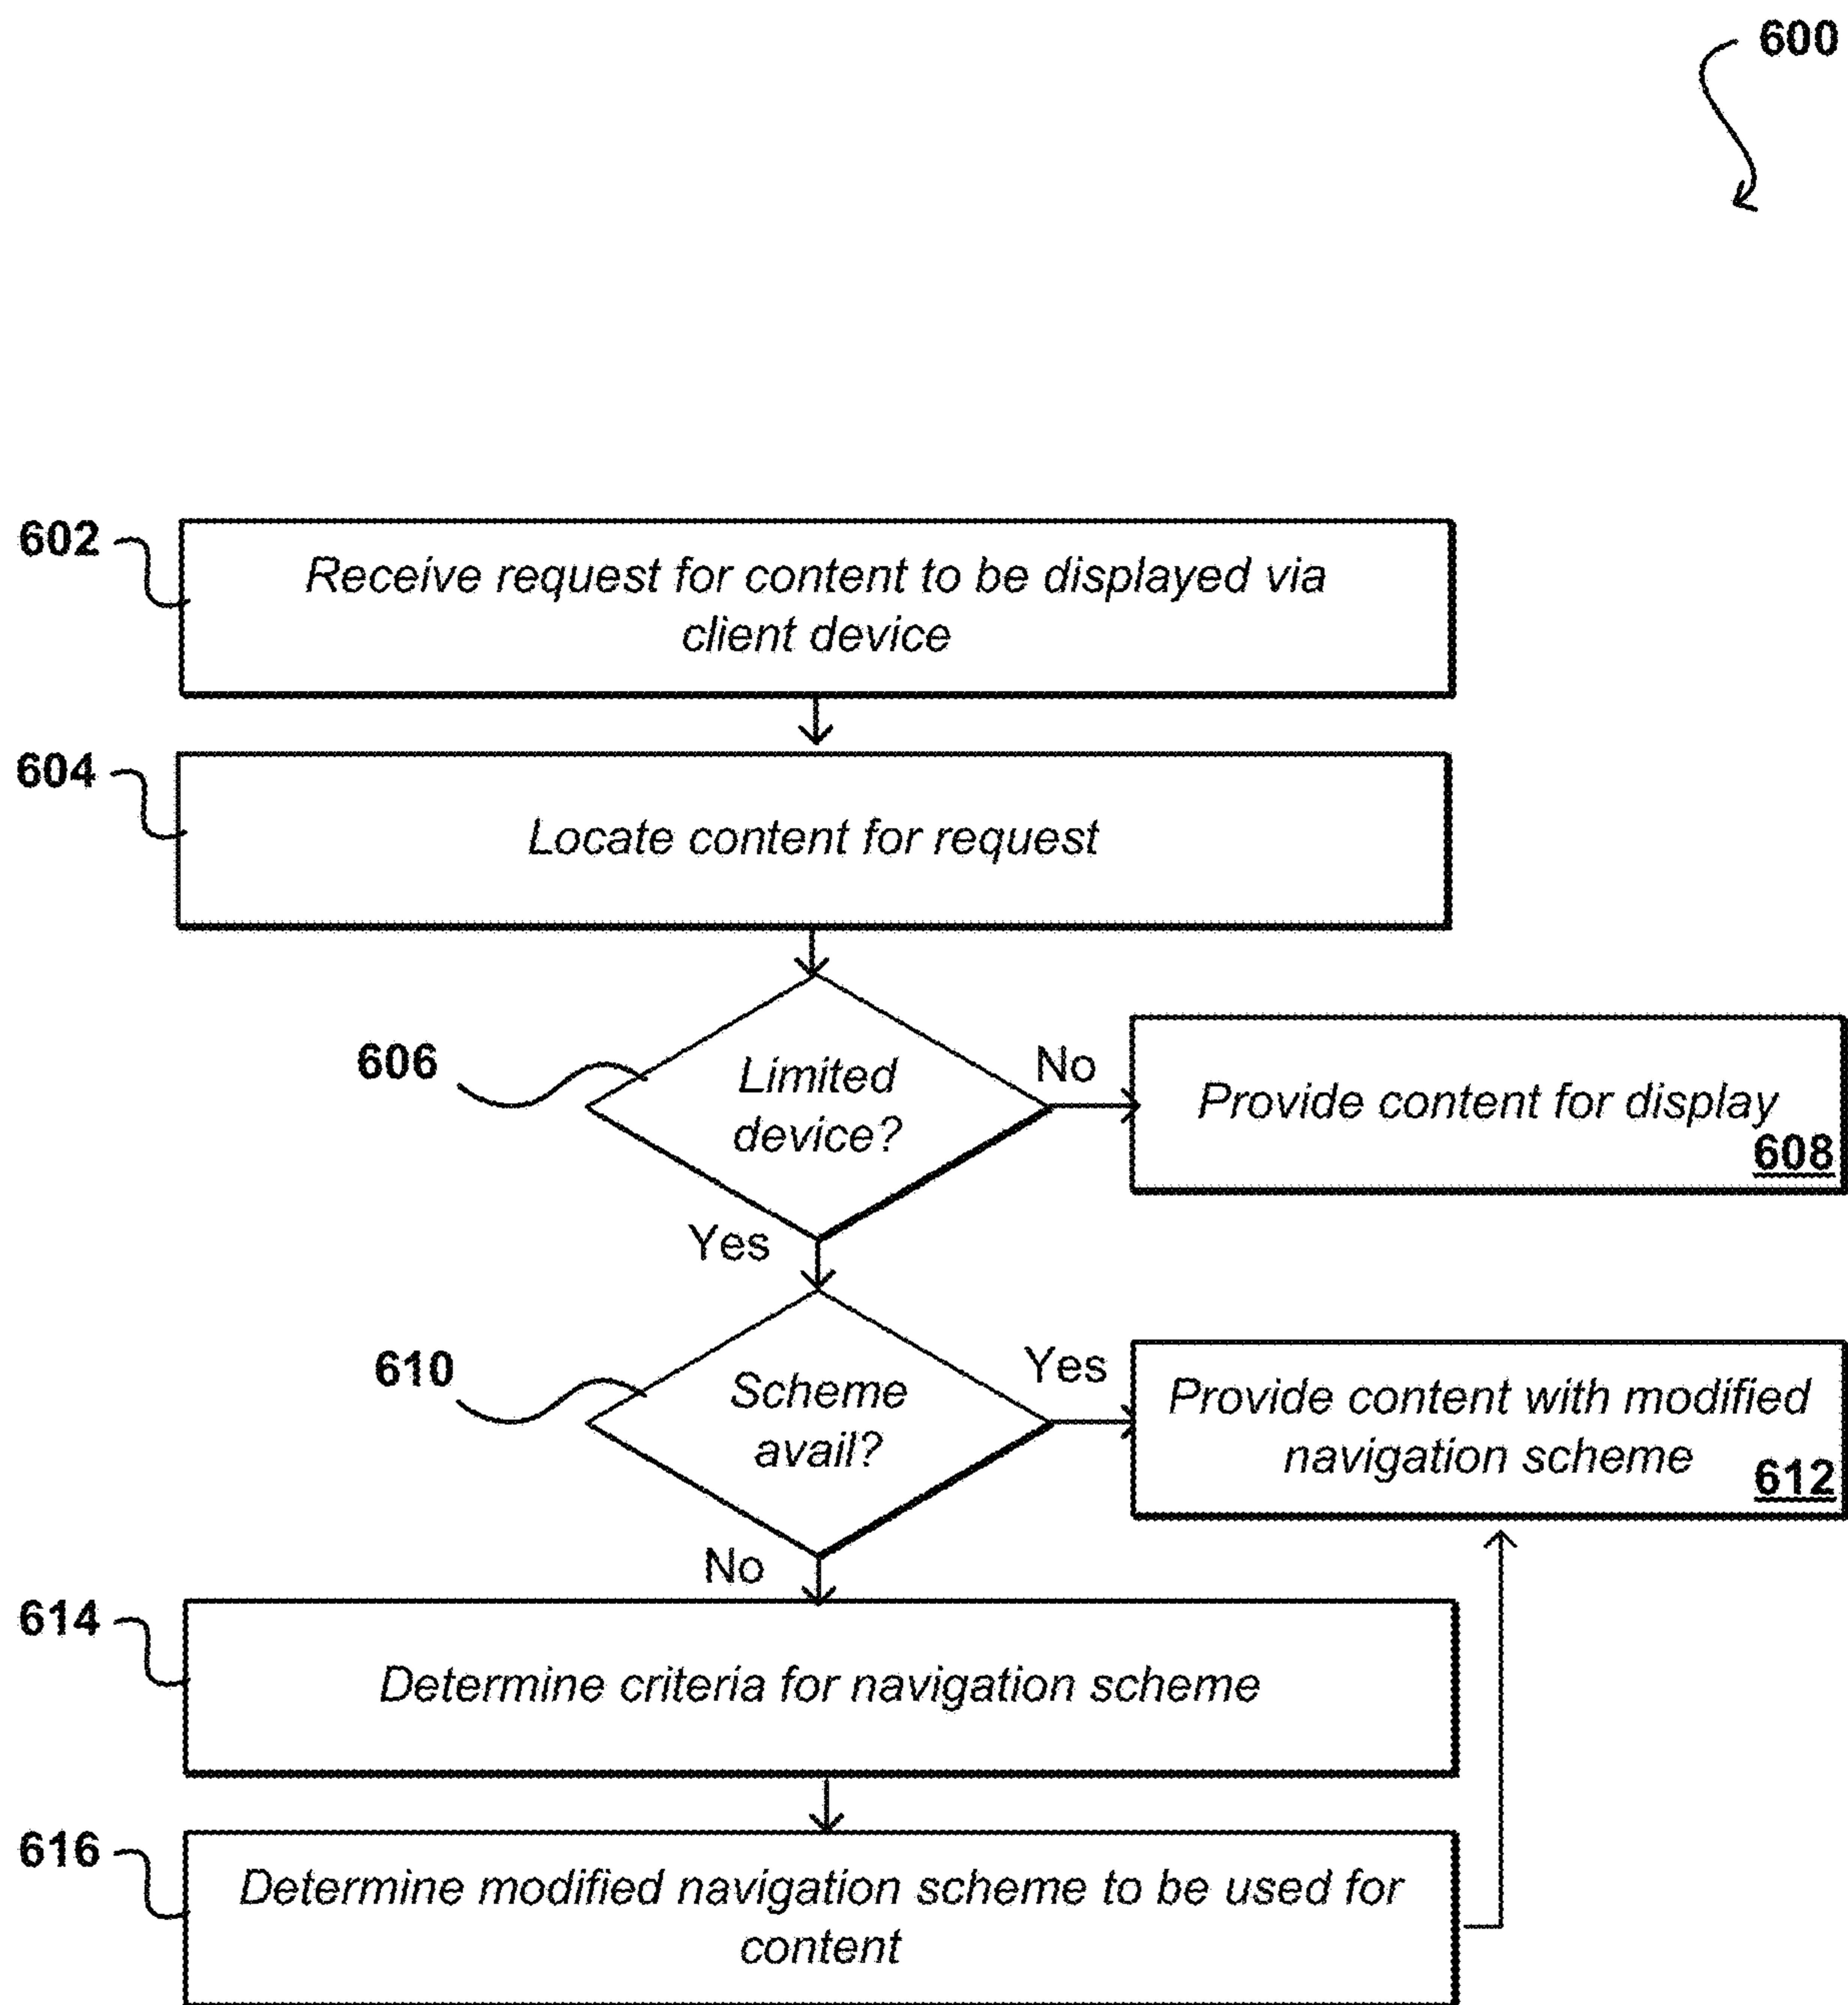 600
602
Receive request for content to be displayed via
client device
604
Locate content for request
606
Limited
device?
No
Provide content for display
608
Yes
610
Scheme
avail?
Yes
Provide content with modified
navigation scheme
612
No
614
Determine criteria for navigation scheme
616
Determine modified navigation scheme to be used for
content